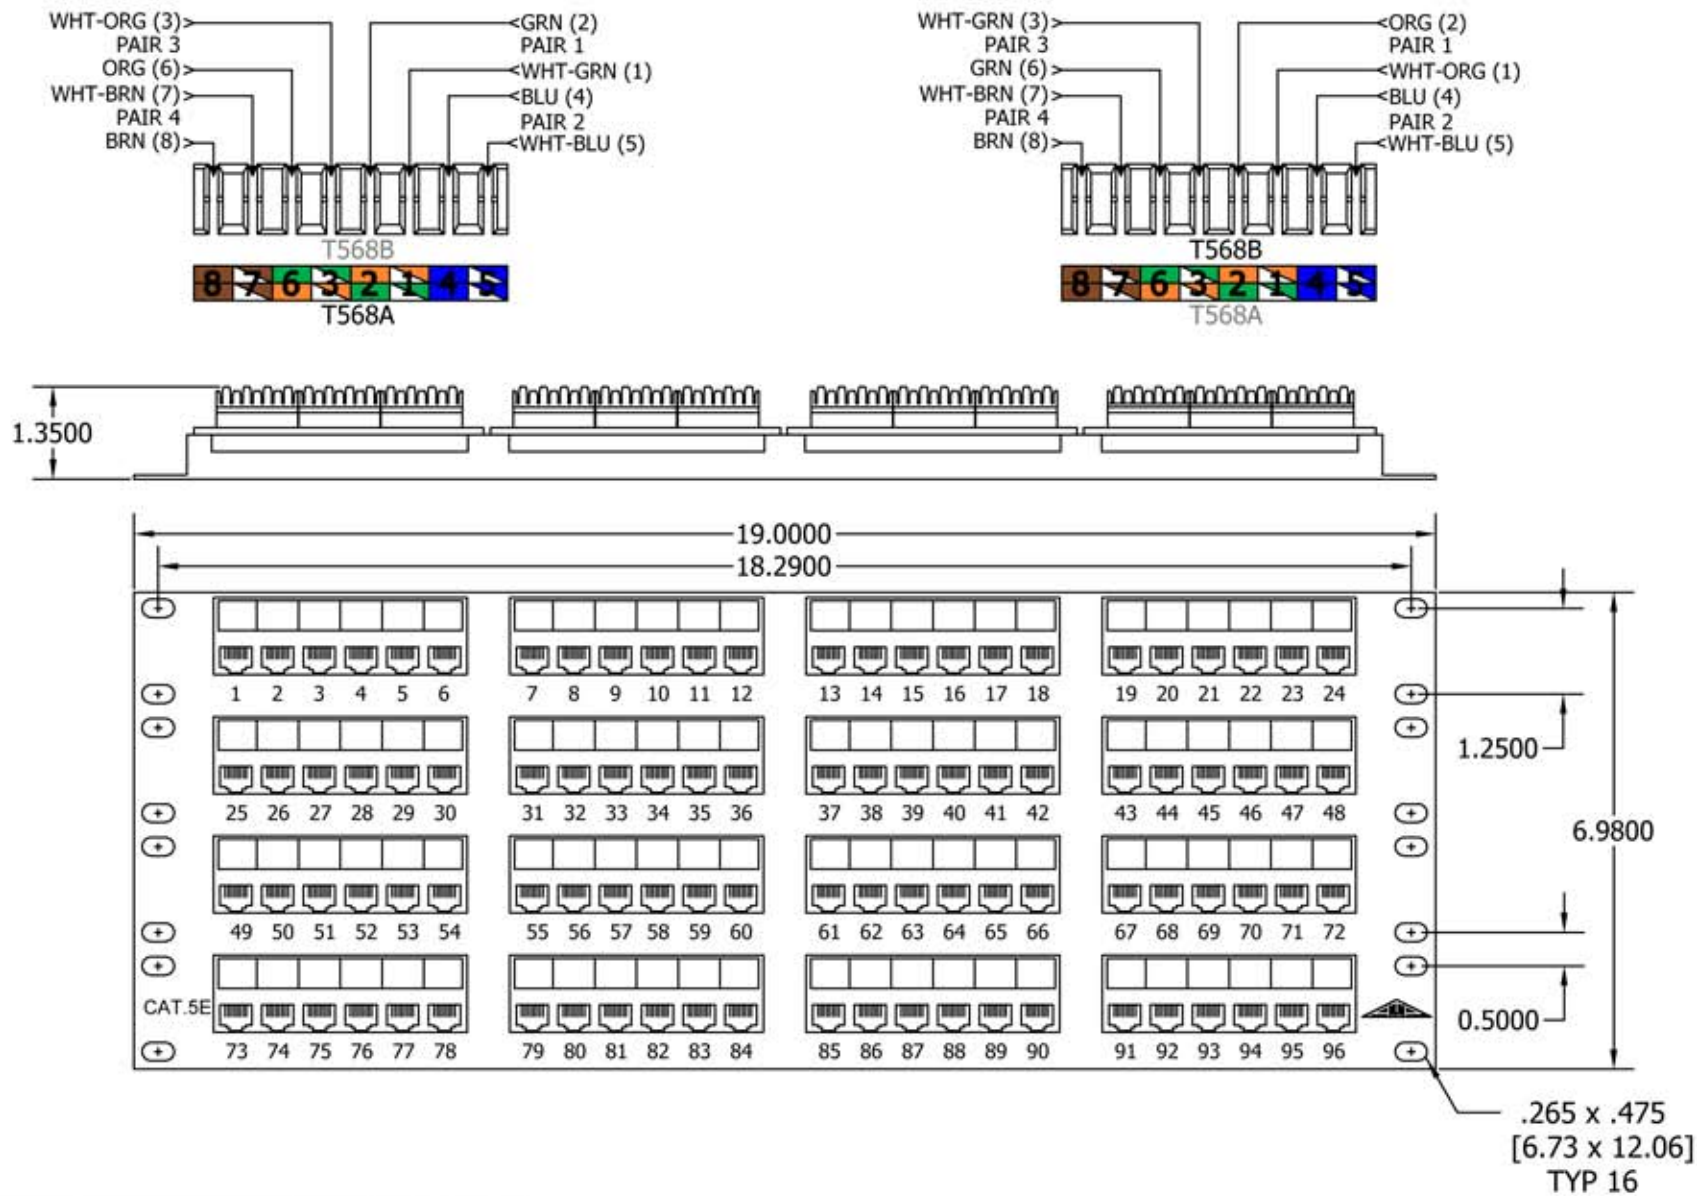 WHT-ORG (3)
PAIR 3
ORG (6)
WHT-BRN (7)
PAIR 4
BRN (8)
GRN (2)
PAIR 1
WHT-GRN (1)
BLU (4)
PAIR 2
WHT-BLU (5)
T568B
8 7 6 3 2 1 4 5
T568A
WHT-GRN (3)
PAIR 3
GRN (6)
WHT-BRN (7)
PAIR 4
BRN (8)
ORG (2)
PAIR 1
WHT-ORG (1)
BLU (4)
PAIR 2
WHT-BLU (5)
T568B
8 7 6 3 2 1 4 5
T568A
1.3500
19.0000
18.2900
1 2 3 4 5 6 7 8 9 10 11 12 13 14 15 16 17 18 19 20 21 22 23 24
1.2500
25 26 27 28 29 30 31 32 33 34 35 36 37 38 39 40 41 42 43 44 45 46 47 48
6.9800
49 50 51 52 53 54 55 56 57 58 59 60 61 62 63 64 65 66 67 68 69 70 71 72
CAT.5E
0.5000
73 74 75 76 77 78 79 80 81 82 83 84 85 86 87 88 89 90 91 92 93 94 95 96
.265 x .475
[6.73 x 12.06]
TYP 16